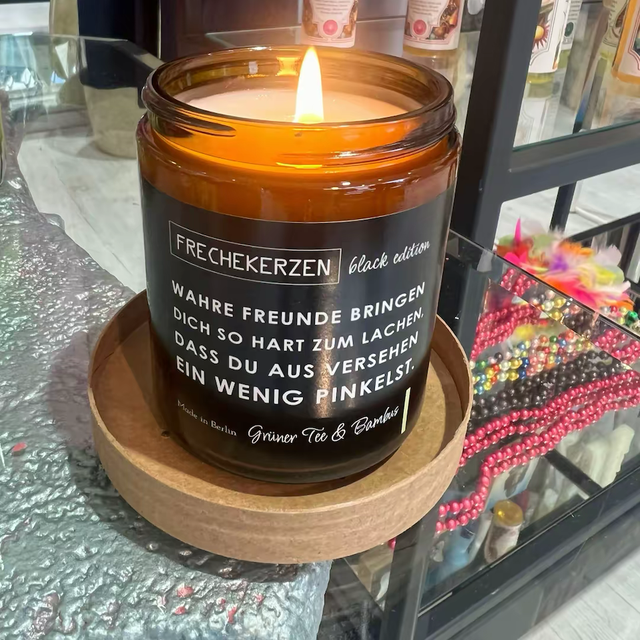 FRECHEKERZEN black edition
WAHRE FREUNDE BRINGEN
DICH SO HART ZUM LACHEN,
DASS DU AUS VERSEHEN
EIN WENIG PINKELST.
Made in Berlin Grüner Tee & Bambus